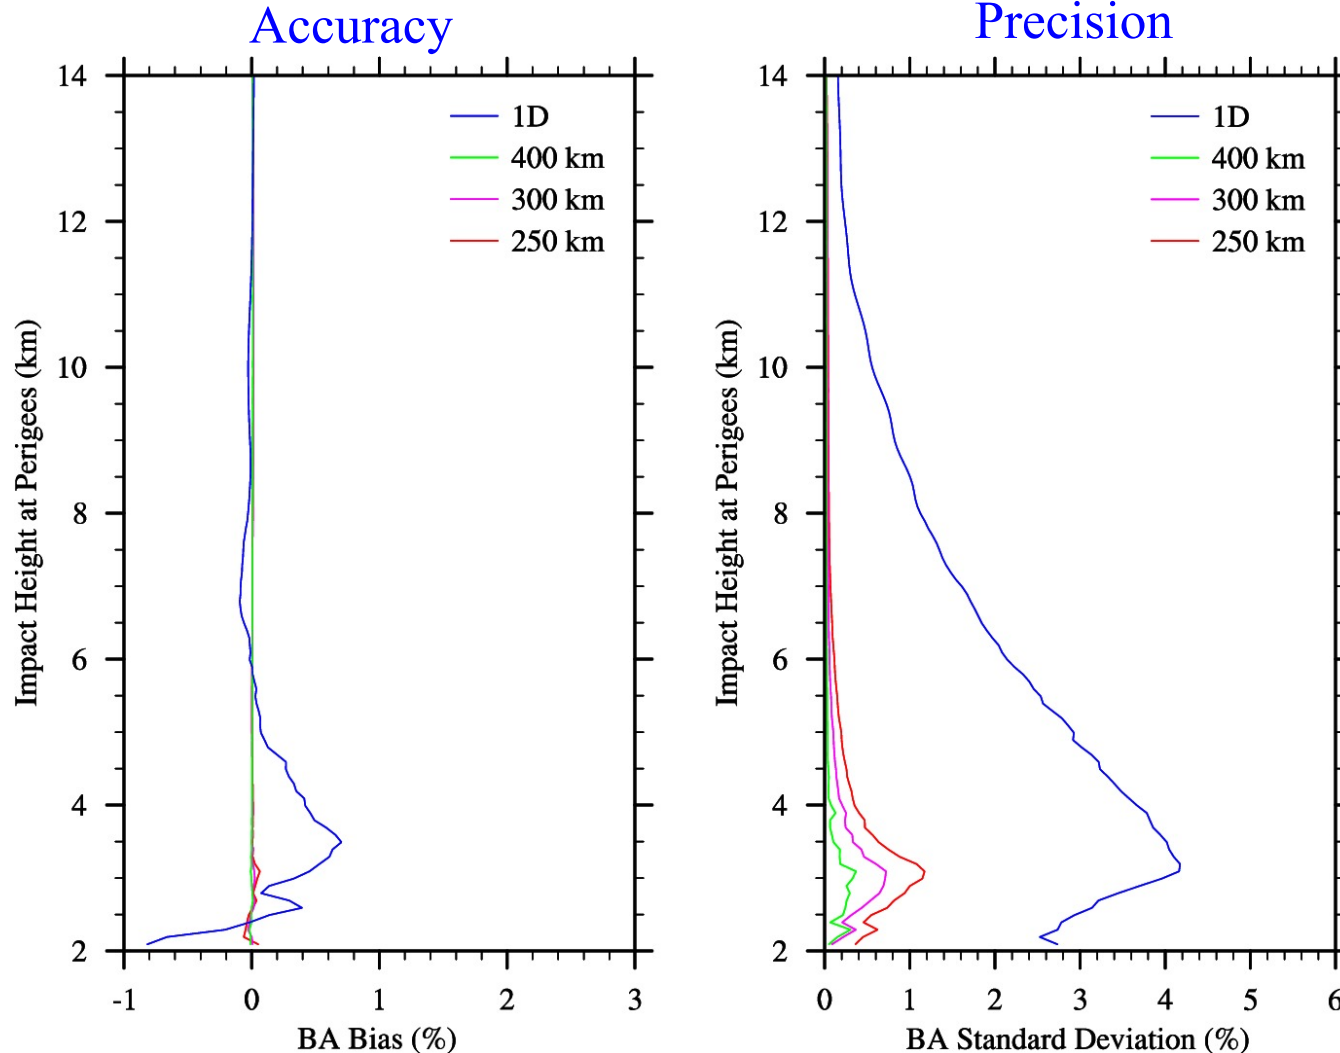 Accuracy
14
12
10
8
6
4
2
-1 0 1 2 3
Impact Height at Perigees (km)
BA Bias (%)
1D
400 km
300 km
250 km
Precision
14
12
10
8
6
4
2
0 1 2 3 4 5 6
Impact Height at Perigees (km)
BA Standard Deviation (%)
1D
400 km
300 km
250 km